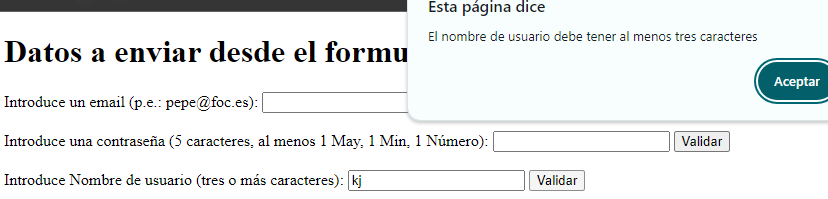 Esta página dice
El nombre de usuario debe tener al menos tres caracteres
Aceptar
Datos a enviar desde el formu
Introduce un email (p.e.: pepe@foc.es):
Introduce una contraseña (5 caracteres, al menos 1 May, 1 Min, 1 Número): Validar
Introduce Nombre de usuario (tres o más caracteres): kj Validar